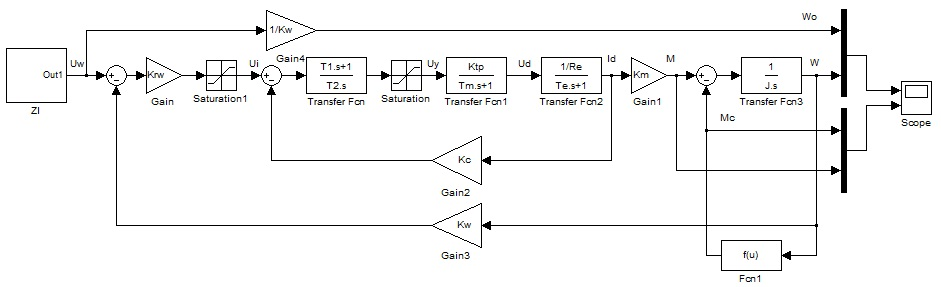 Wo
1/Kw
Gain4
Out1
ZI
Uw
Krw
Gain
Saturation1
Ui
T1.s+1
T2.s
Transfer Fcn
Saturation
Uy
Ktp
Tm.s+1
Transfer Fcn1
Ud
1/Re
Te.s+1
Transfer Fcn2
Id
Km
Gain1
M
1
J.s
Transfer Fcn3
W
Scope
Mc
Kc
Gain2
Kw
Gain3
f(u)
Fcn1